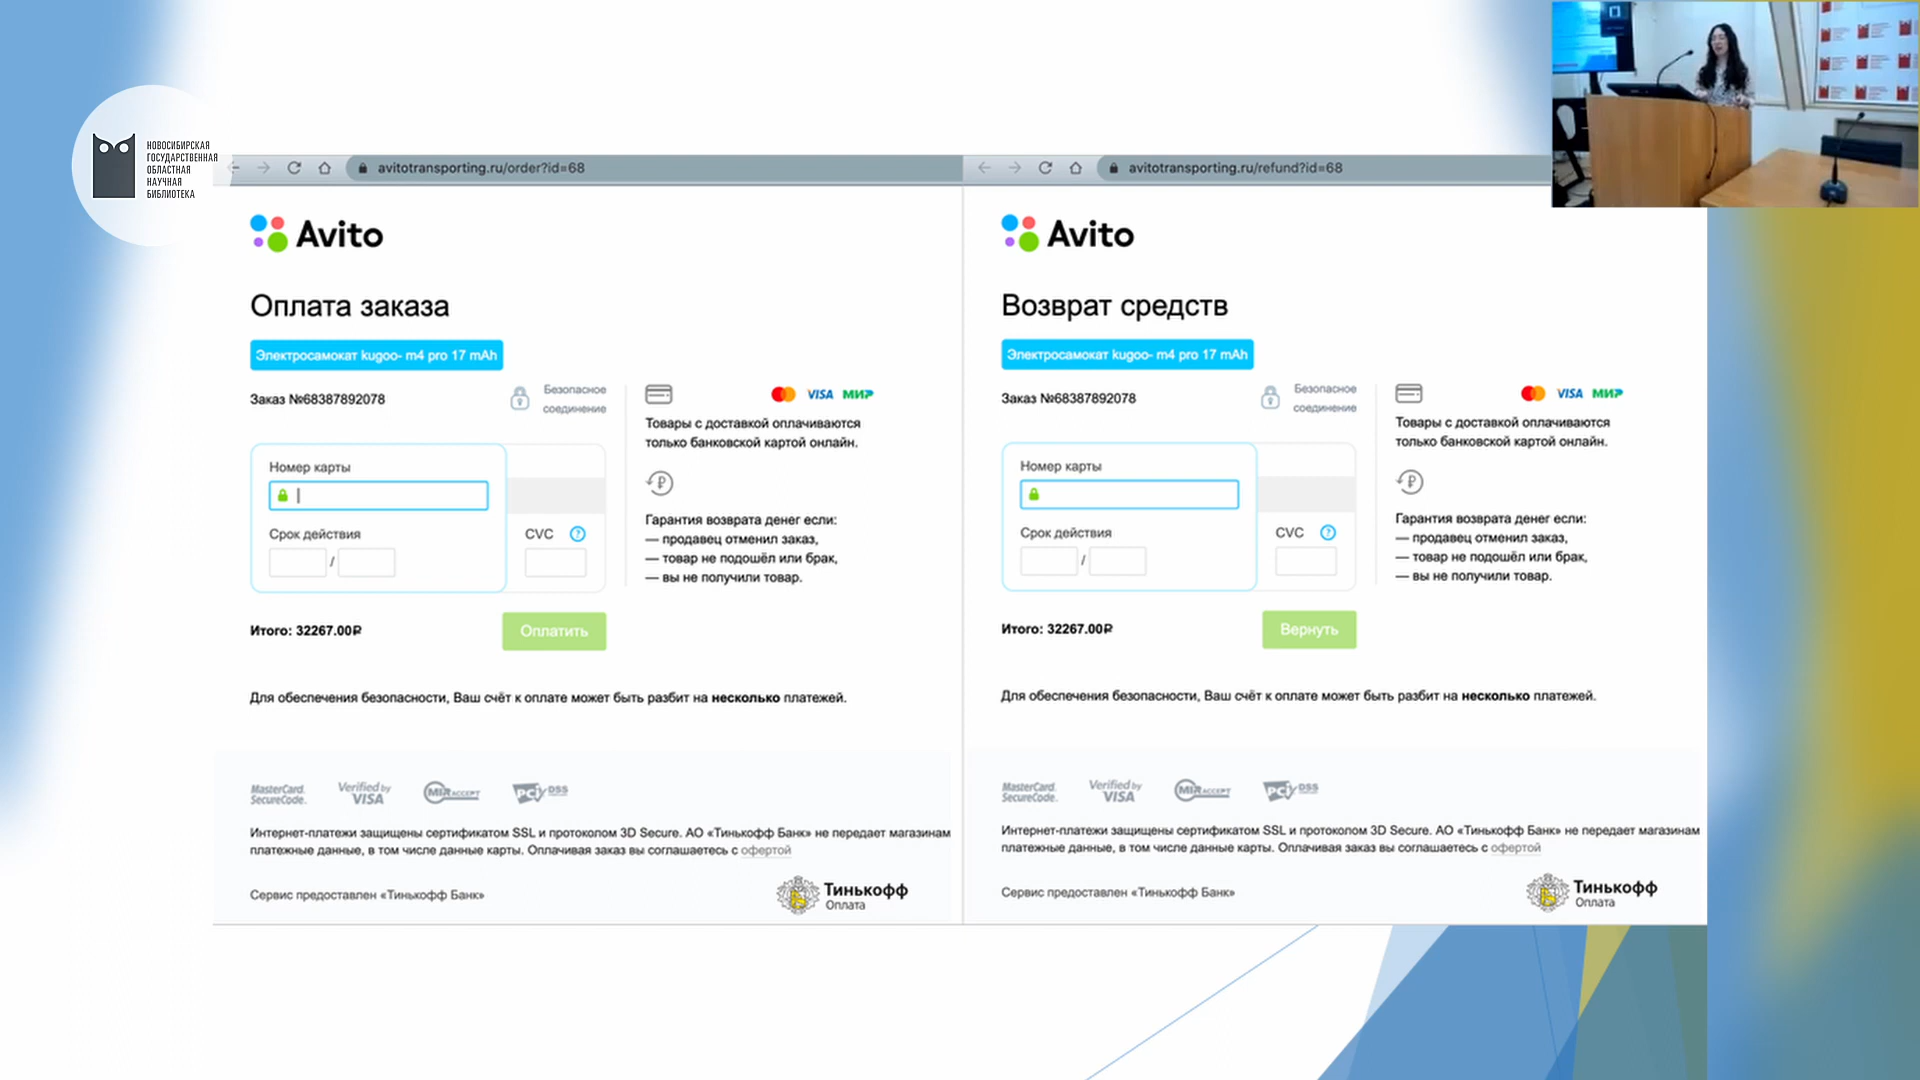 НОВОСИБИРСКАЯ
ГОСУДАРСТВЕННАЯ
ОБЛАСТНАЯ
НАУЧНАЯ
БИБЛИОТЕКА
avitotransporting.ru/order?id=68
Avito
Оплата заказа
Электросамокат kugoo- m4 pro 17 mAh
Заказ №68387892078
Безопасное
соединение
Номер карты
Срок действия
/
CVC ?
Итого: 32267.00₽
Оплатить
VISA МИР
Товары с доставкой оплачиваются
только банковской картой онлайн.
Гарантия возврата денег если:
— продавец отменил заказ,
— товар не подошёл или брак,
— вы не получили товар.
Для обеспечения безопасности, Ваш счёт к оплате может быть разбит на несколько платежей.
MasterCard.
SecureCode.
Verified by
VISA
MIR ACCEPT
PCI DSS
Интернет-платежи защищены сертификатом SSL и протоколом 3D Secure. АО «Тинькофф Банк» не передает магазинам
платежные данные, в том числе данные карты. Оплачивая заказ вы соглашаетесь с офертой
Сервис предоставлен «Тинькофф Банк»
Тинькофф
Оплата
avitotransporting.ru/refund?id=68
Avito
Возврат средств
Электросамокат kugoo- m4 pro 17 mAh
Заказ №68387892078
Безопасное
соединение
Номер карты
Срок действия
/
CVC ?
Итого: 32267.00₽
Вернуть
VISA МИР
Товары с доставкой оплачиваются
только банковской картой онлайн.
Гарантия возврата денег если:
— продавец отменил заказ,
— товар не подошёл или брак,
— вы не получили товар.
Для обеспечения безопасности, Ваш счёт к оплате может быть разбит на несколько платежей.
MasterCard.
SecureCode.
Verified by
VISA
MIR ACCEPT
PCI DSS
Интернет-платежи защищены сертификатом SSL и протоколом 3D Secure. АО «Тинькофф Банк» не передает магазинам
платежные данные, в том числе данные карты. Оплачивая заказ вы соглашаетесь с офертой
Сервис предоставлен «Тинькофф Банк»
Тинькофф
Оплата